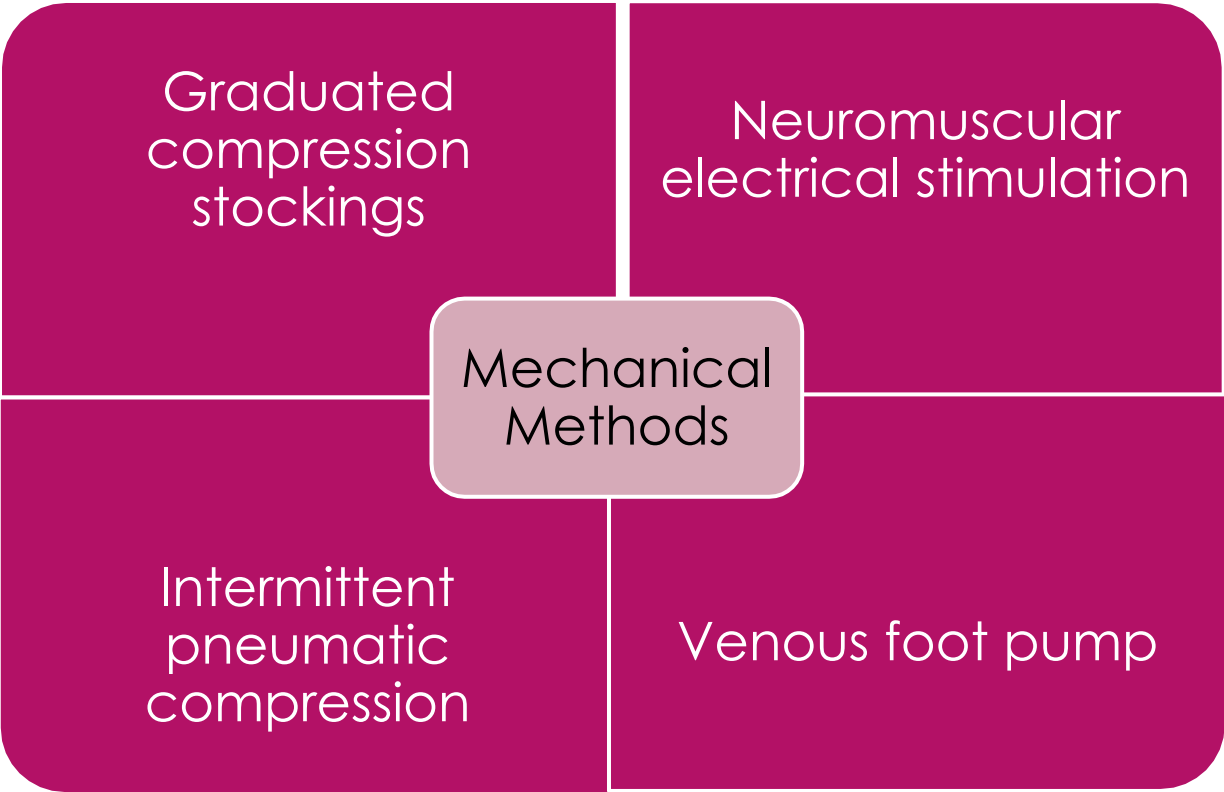 Graduated
compression
stockings
Neuromuscular
electrical stimulation
Mechanical
Methods
Intermittent
pneumatic
compression
Venous foot pump